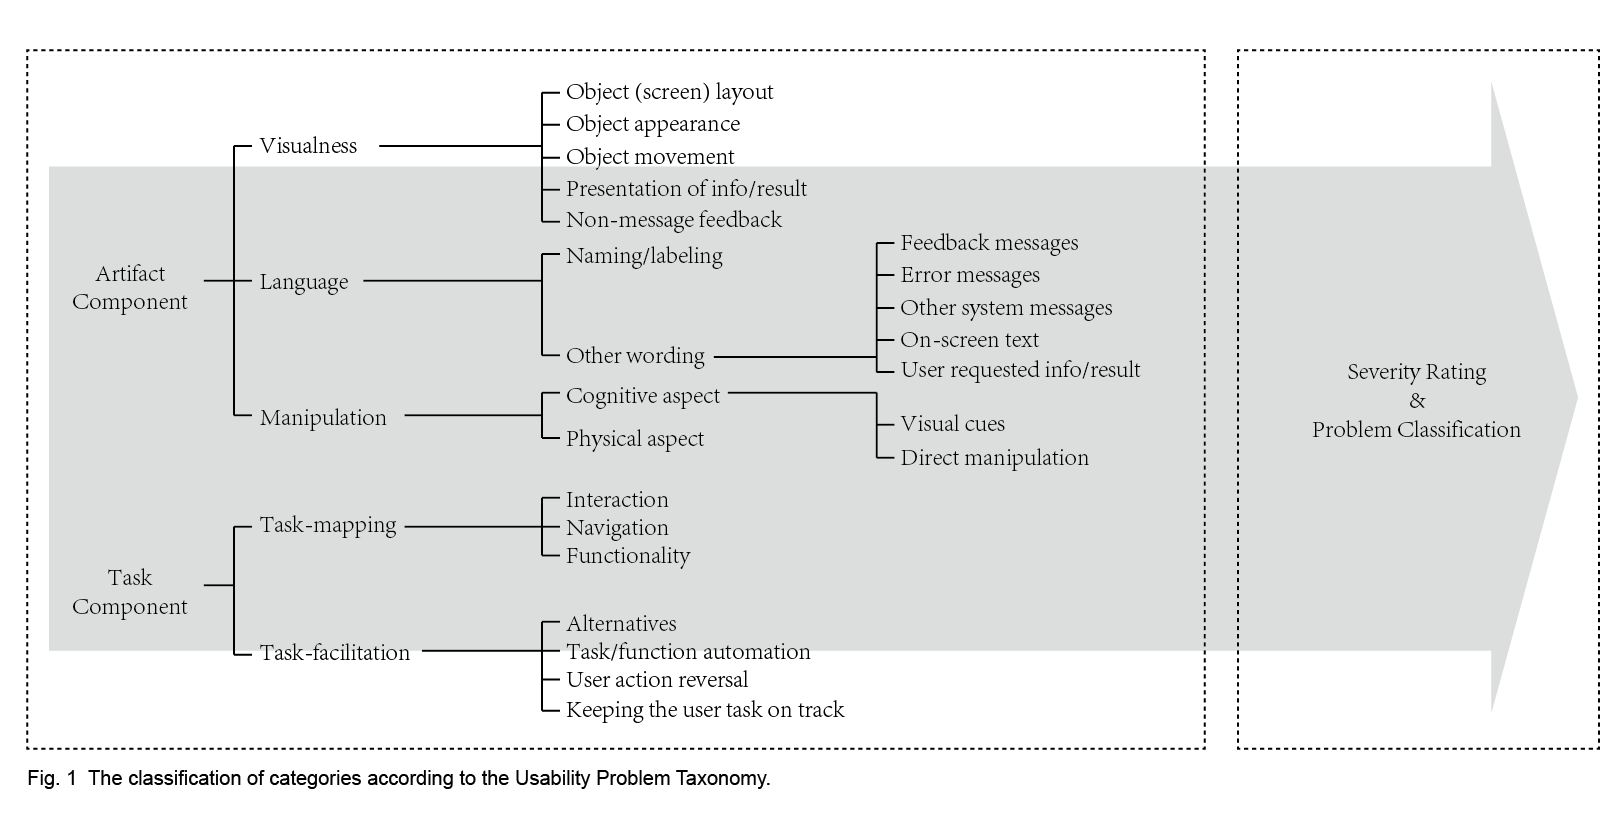 Artifact
Component
Visualness
Object (screen) layout
Object appearance
Object movement
Presentation of info/result
Non-message feedback
Language
Naming/labeling
Other wording
Feedback messages
Error messages
Other system messages
On-screen text
User requested info/result
Manipulation
Cognitive aspect
Visual cues
Direct manipulation
Physical aspect
Task
Component
Task-mapping
Interaction
Navigation
Functionality
Task-facilitation
Alternatives
Task/function automation
User action reversal
Keeping the user task on track
Severity Rating
&
Problem Classification
Fig. 1 The classification of categories according to the Usability Problem Taxonomy.